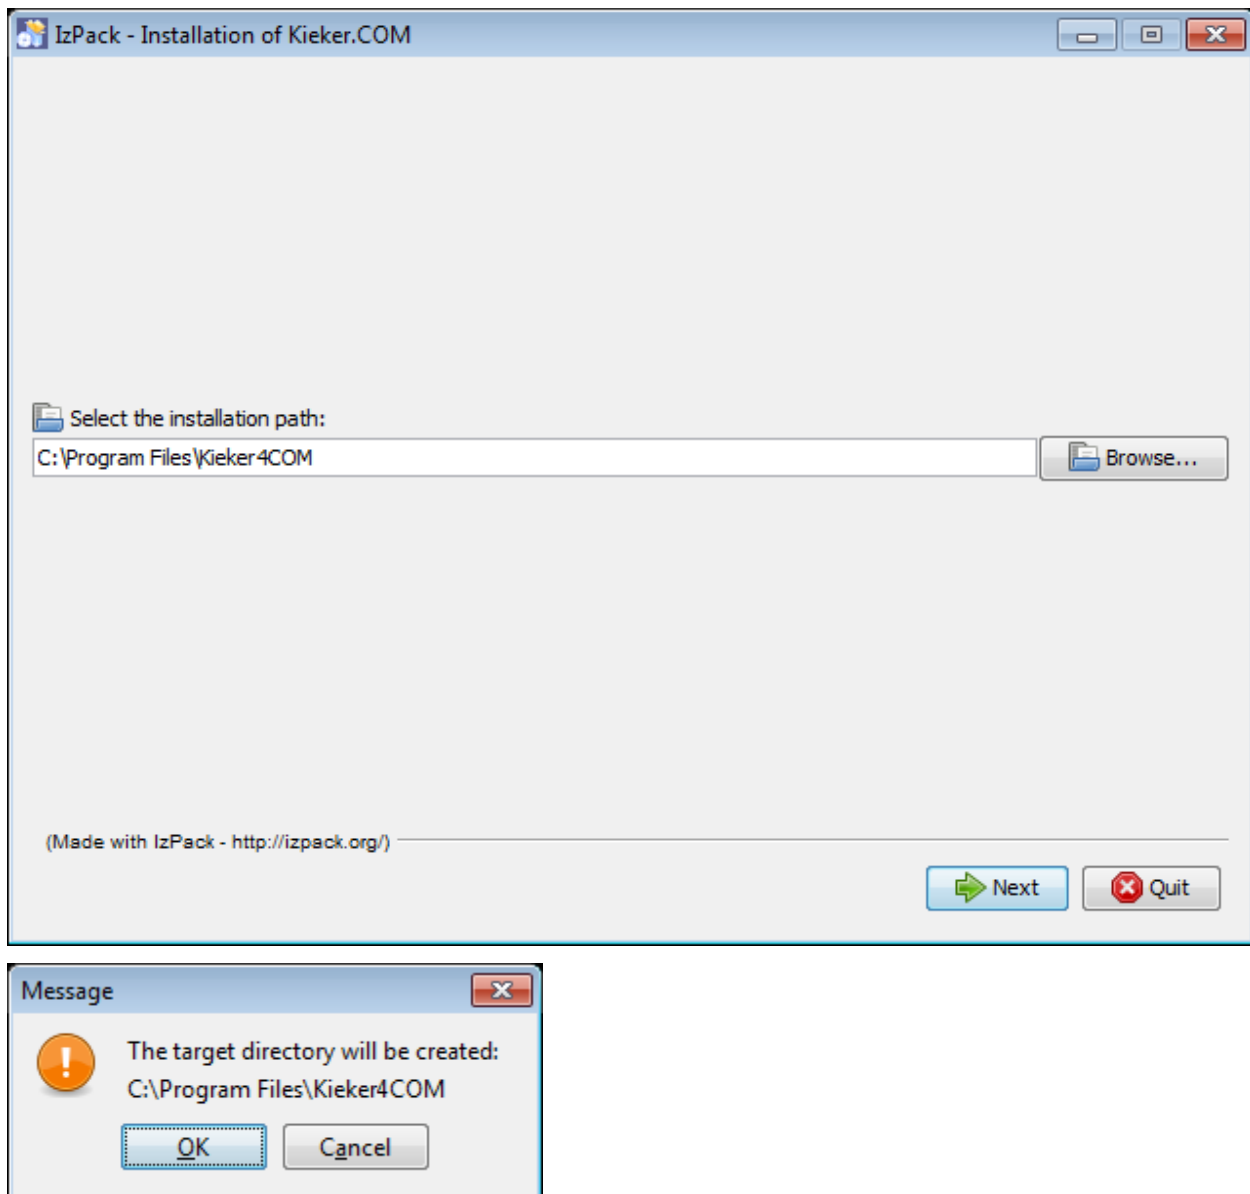 IzPack - Installation of Kieker.COM
Select the installation path:
C:\Program Files\Kieker4COM
Browse...
(Made with IzPack - http://izpack.org/)
Next
Quit
Message
The target directory will be created:
C:\Program Files\Kieker4COM
OK
Cancel